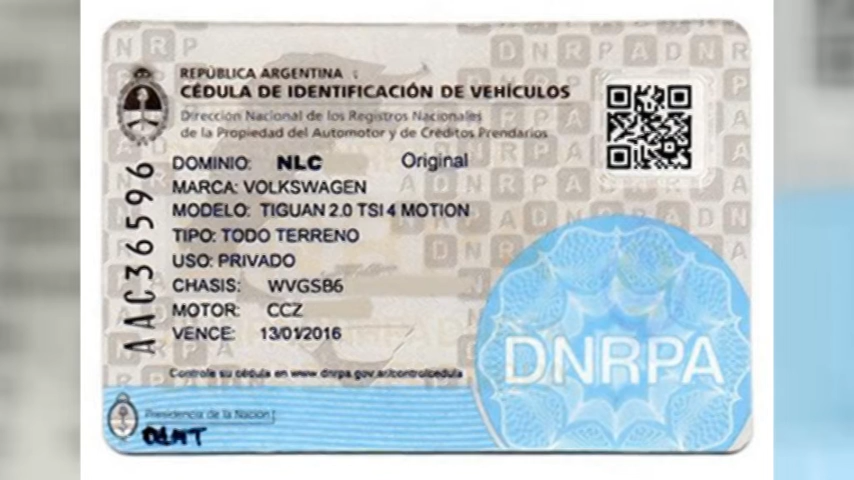 REPÚBLICA ARGENTINA
CÉDULA DE IDENTIFICACIÓN DE VEHÍCULOS
Dirección Nacional de los Registros Nacionales
de la Propiedad del Automotor y de Créditos Prendarios
DOMINIO: NLC Original
MARCA: VOLKSWAGEN
MODELO: TIGUAN 2.0 TSI 4 MOTION
TIPO: TODO TERRENO
USO: PRIVADO
CHASIS: WVGSB6
MOTOR: CCZ
VENCE: 13/01/2016
Controle su cédula en www.dnrpa.gov.ar/controlcedula
AAC36596
DNRPA
Presidencia de la Nación